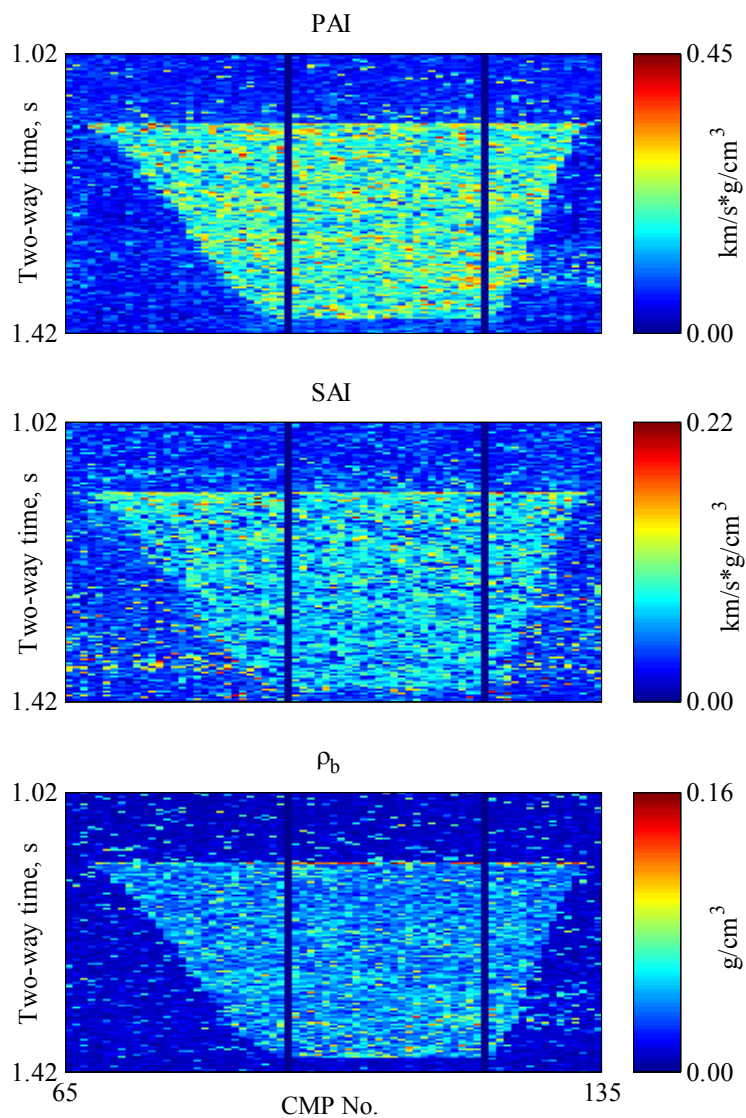 PAI
1.02
0.45
Two-way time, s
km/s*g/cm³
1.42
0.00
SAI
1.02
0.22
Two-way time, s
km/s*g/cm³
1.42
0.00
ρb
1.02
0.16
Two-way time, s
g/cm³
1.42
0.00
65
CMP No.
135